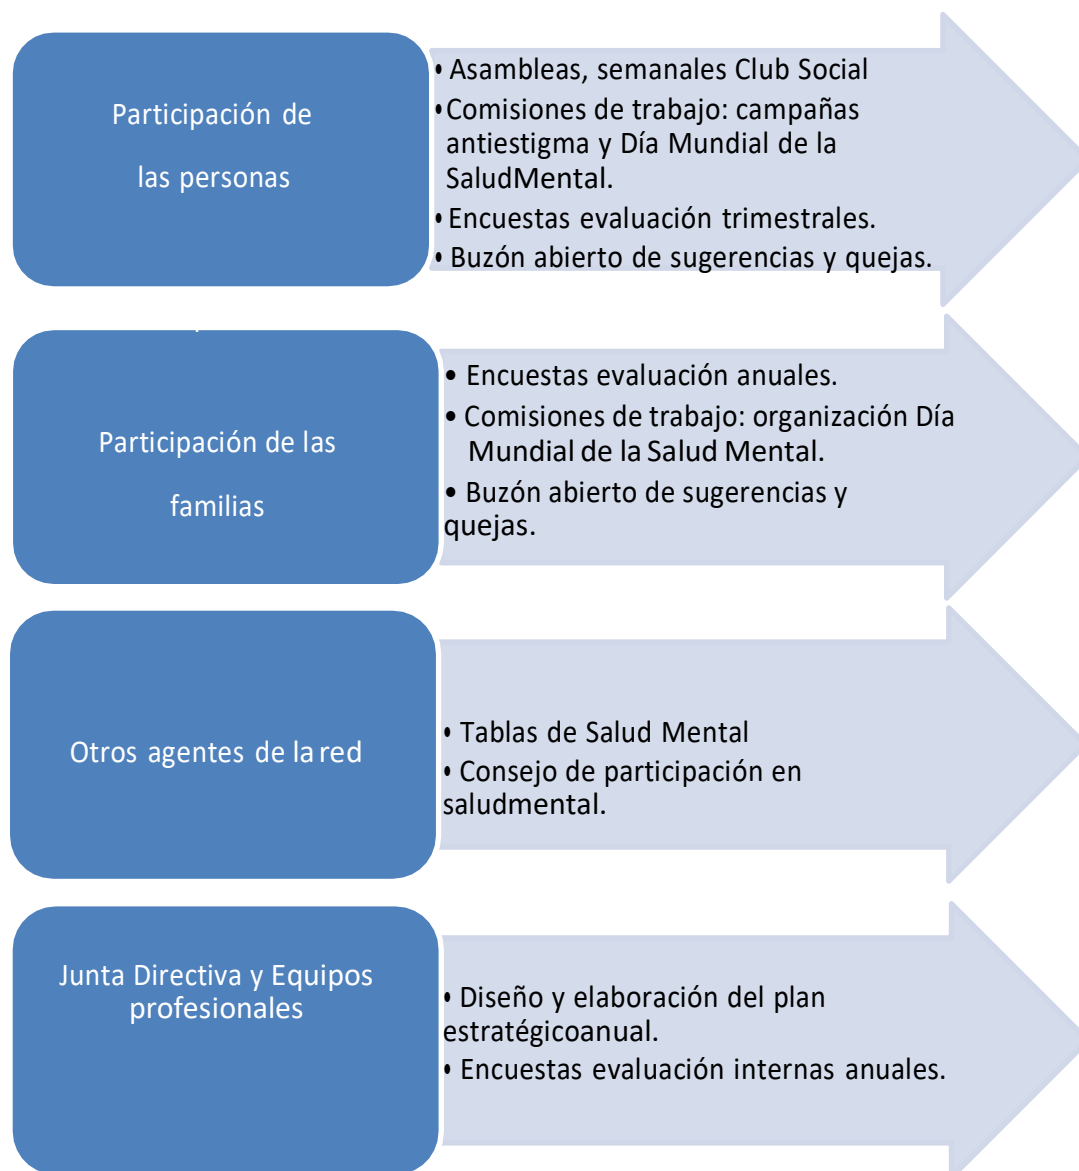 Participación de
las personas
• Asambleas, semanales Club Social
• Comisiones de trabajo: campañas
antiestigma y Día Mundial de la
SaludMental.
• Encuestas evaluación trimestrales.
• Buzón abierto de sugerencias y quejas.
Participación de las
familias
• Encuestas evaluación anuales.
• Comisiones de trabajo: organización Día
Mundial de la Salud Mental.
• Buzón abierto de sugerencias y
quejas.
Otros agentes de la red
• Tablas de Salud Mental
• Consejo de participación en
saludmental.
Junta Directiva y Equipos
profesionales
• Diseño y elaboración del plan
estratégicoanual.
• Encuestas evaluación internas anuales.